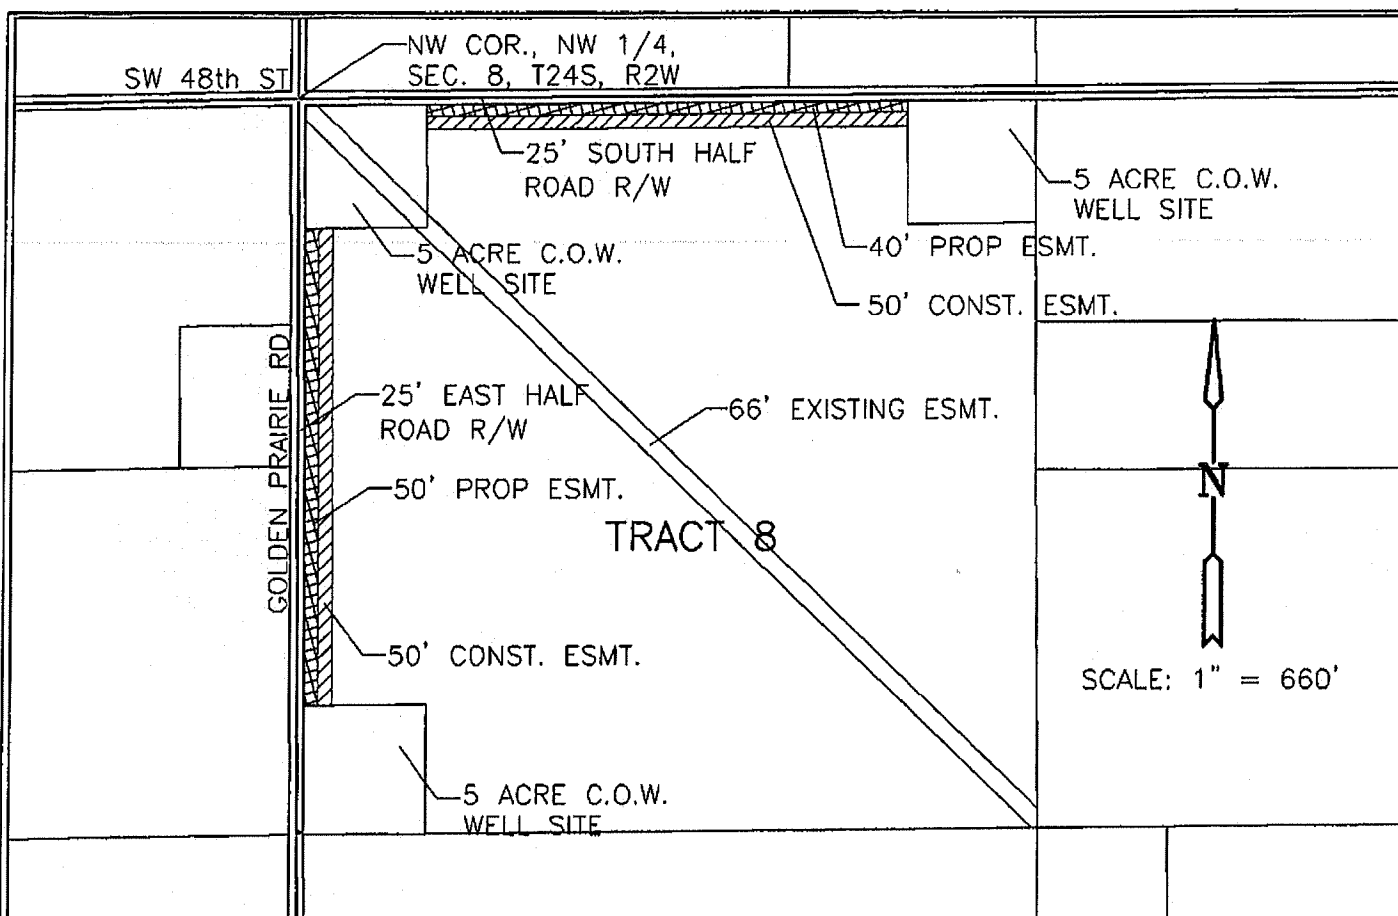 NW COR., NW 1/4,
SW 48th ST
SEC. 8, T24S, R2W
25' SOUTH HALF
ROAD R/W
5 ACRE C.O.W.
WELL SITE
5 ACRE C.O.W.
WELL SITE
40' PROP ESMT.
50' CONST. ESMT.
GOLDEN PRAIRIE RD
25' EAST HALF
ROAD R/W
66' EXISTING ESMT.
50' PROP ESMT.
TRACT 8
N
50' CONST. ESMT.
SCALE: 1" = 660'
5 ACRE C.O.W.
WELL SITE